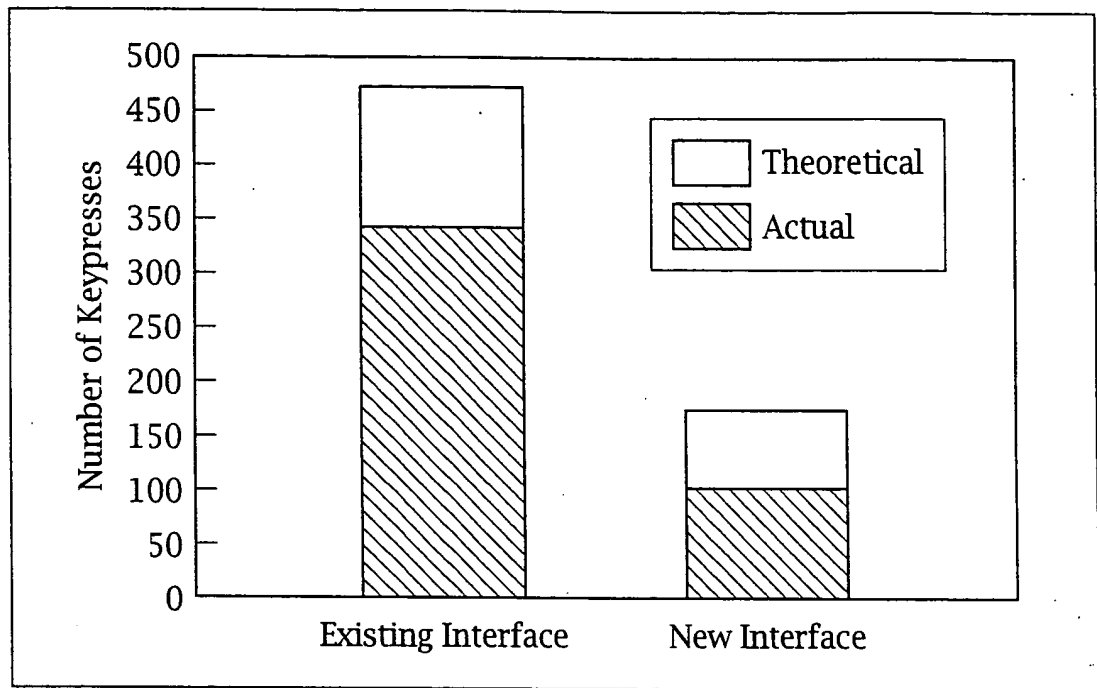 500
450
400
350
300
250
200
150
100
50
0
Number of Keypresses
Theoretical
Actual
Existing Interface
New Interface